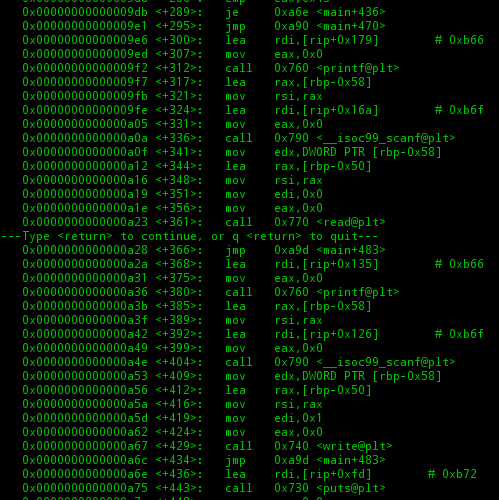 0x00000000000009db <+289>: je 0xa6e <main+436>
0x00000000000009e1 <+295>: jmp 0xa90 <main+470>
0x00000000000009e6 <+300>: lea rdi,[rip+0x179] # 0xb66
0x00000000000009ed <+307>: mov eax,0x0
0x00000000000009f2 <+312>: call 0x760 <printf@plt>
0x00000000000009f7 <+317>: lea rax,[rbp-0x58]
0x00000000000009fb <+321>: mov rsi,rax
0x00000000000009fe <+324>: lea rdi,[rip+0x16a] # 0xb6f
0x0000000000000a05 <+331>: mov eax,0x0
0x0000000000000a0a <+336>: call 0x790 <__isoc99_scanf@plt>
0x0000000000000a0f <+341>: mov edx,DWORD PTR [rbp-0x58]
0x0000000000000a12 <+344>: lea rax,[rbp-0x50]
0x0000000000000a16 <+348>: mov rsi,rax
0x0000000000000a19 <+351>: mov edi,0x0
0x0000000000000a1e <+356>: mov eax,0x0
0x0000000000000a23 <+361>: call 0x770 <read@plt>
---Type <return> to continue, or q <return> to quit---
0x0000000000000a28 <+366>: jmp 0xa9d <main+483>
0x0000000000000a2a <+368>: lea rdi,[rip+0x135] # 0xb66
0x0000000000000a31 <+375>: mov eax,0x0
0x0000000000000a36 <+380>: call 0x760 <printf@plt>
0x0000000000000a3b <+385>: lea rax,[rbp-0x58]
0x0000000000000a3f <+389>: mov rsi,rax
0x0000000000000a42 <+392>: lea rdi,[rip+0x126] # 0xb6f
0x0000000000000a49 <+399>: mov eax,0x0
0x0000000000000a4e <+404>: call 0x790 <__isoc99_scanf@plt>
0x0000000000000a53 <+409>: mov edx,DWORD PTR [rbp-0x58]
0x0000000000000a56 <+412>: lea rax,[rbp-0x50]
0x0000000000000a5a <+416>: mov rsi,rax
0x0000000000000a5d <+419>: mov edi,0x1
0x0000000000000a62 <+424>: mov eax,0x0
0x0000000000000a67 <+429>: call 0x740 <write@plt>
0x0000000000000a6c <+434>: jmp 0xa9d <main+483>
0x0000000000000a6e <+436>: lea rdi,[rip+0xfd] # 0xb72
0x0000000000000a75 <+443>: call 0x730 <puts@plt>